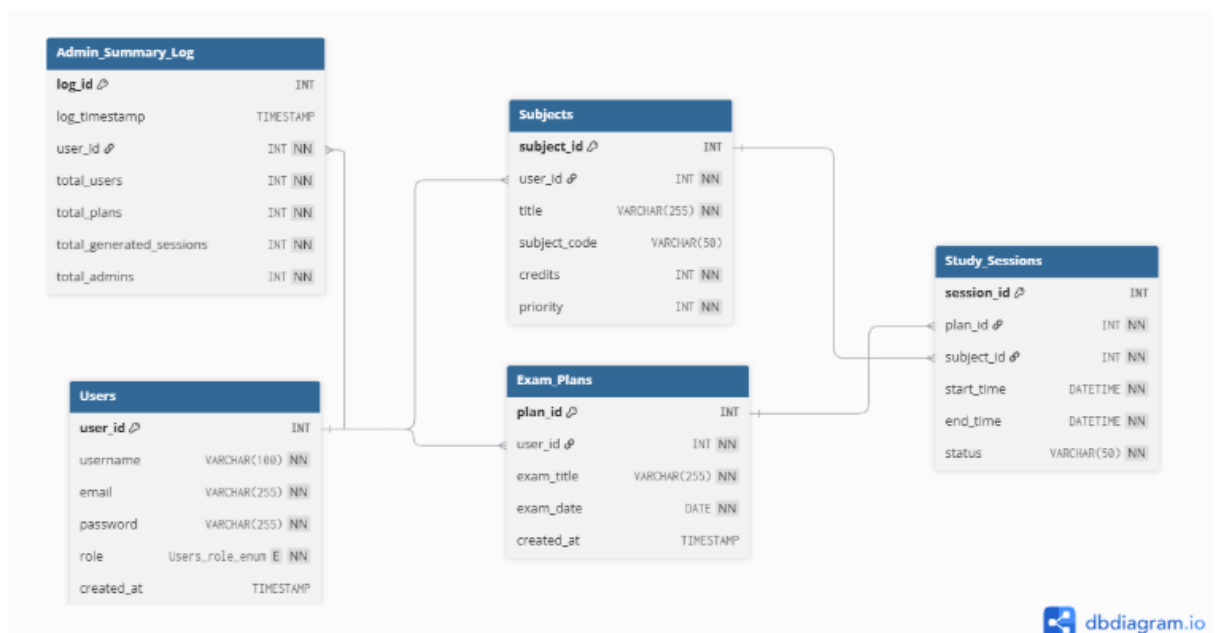 Admin_Summary_Log
log_id INT
log_timestamp TIMESTAMP
user_id INT NN
total_users INT NN
total_plans INT NN
total_generated_sessions INT NN
total_admins INT NN
Users
user_id INT
username VARCHAR(100) NN
email VARCHAR(255) NN
password VARCHAR(255) NN
role Users_role_enum E NN
created_at TIMESTAMP
Subjects
subject_id INT
user_id INT NN
title VARCHAR(255) NN
subject_code VARCHAR(50)
credits INT NN
priority INT NN
Exam_Plans
plan_id INT
user_id INT NN
exam_title VARCHAR(255) NN
exam_date DATE NN
created_at TIMESTAMP
Study_Sessions
session_id INT
plan_id INT NN
subject_id INT NN
start_time DATETIME NN
end_time DATETIME NN
status VARCHAR(50) NN
dbdiagram.io